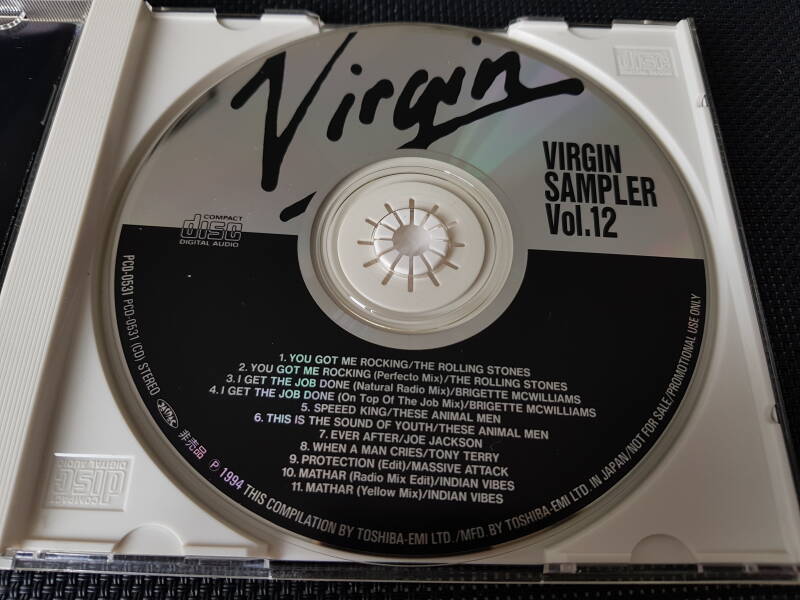 Virgin
VIRGIN
SAMPLER
Vol.12
COMPACT
disc
DIGITAL AUDIO
PCD-0531 PCD-0531 (CD) STEREO
1. YOU GOT ME ROCKING/THE ROLLING STONES
2. YOU GOT ME ROCKING (Perfecto Mix)/THE ROLLING STONES
3. I GET THE JOB DONE (Natural Radio Mix)/BRIGETTE MCWILLIAMS
4. I GET THE JOB DONE (On Top Of The Job Mix)/BRIGETTE MCWILLIAMS
5. SPEEED KING/THESE ANIMAL MEN
6. THIS IS THE SOUND OF YOUTH/THESE ANIMAL MEN
7. EVER AFTER/JOE JACKSON
8. WHEN A MAN CRIES/TONY TERRY
9. PROTECTION (Edit)/MASSIVE ATTACK
10. MATHAR (Radio Mix Edit)/INDIAN VIBES
11. MATHAR (Yellow Mix)/INDIAN VIBES
非売品
℗ 1994 THIS COMPILATION BY TOSHIBA-EMI LTD./MFD. BY TOSHIBA-EMI LTD. IN JAPAN/NOT FOR SALE/PROMOTIONAL USE ONLY
disc
COMPACT
disc
DIGITAL AUDIO